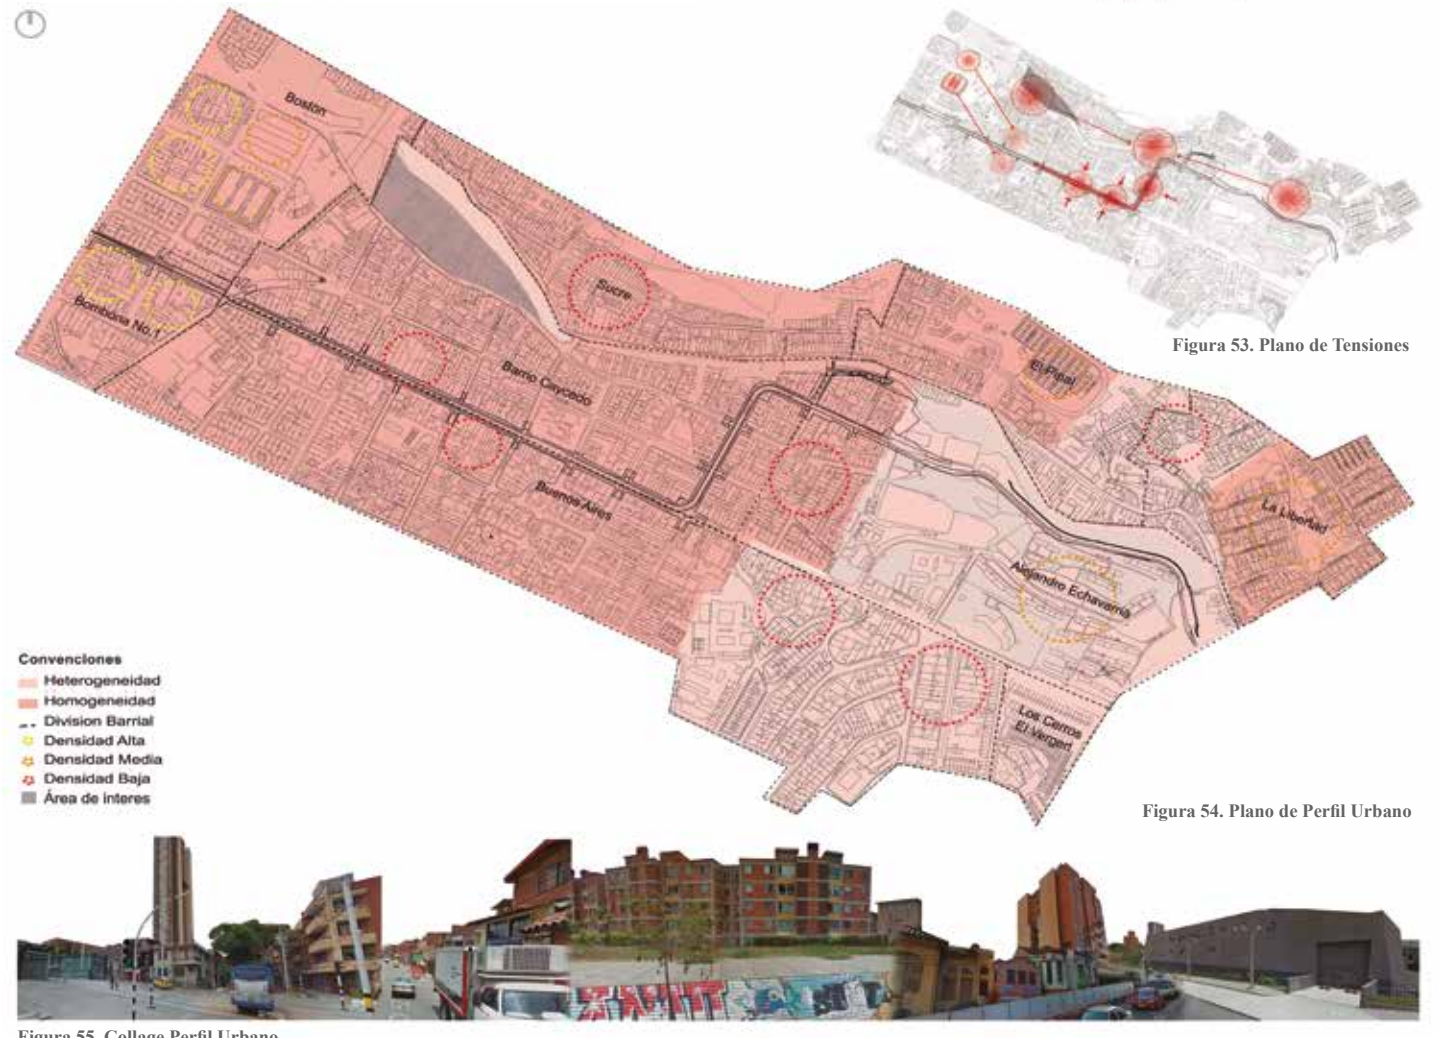 Figura 53. Plano de Tensiones
Boston
Bombona No.1
Sucre
Barrio Caycedo
Buenos Aires
El Pinal
La Libertad
Alejandro Echavarria
Los Cerros
El Vergert
Convenciones
Heterogeneidad
Homogeneidad
Division Barrial
Densidad Alta
Densidad Media
Densidad Baja
Área de interes
Figura 54. Plano de Perfil Urbano
Figura 55. Collage Perfil Urbano